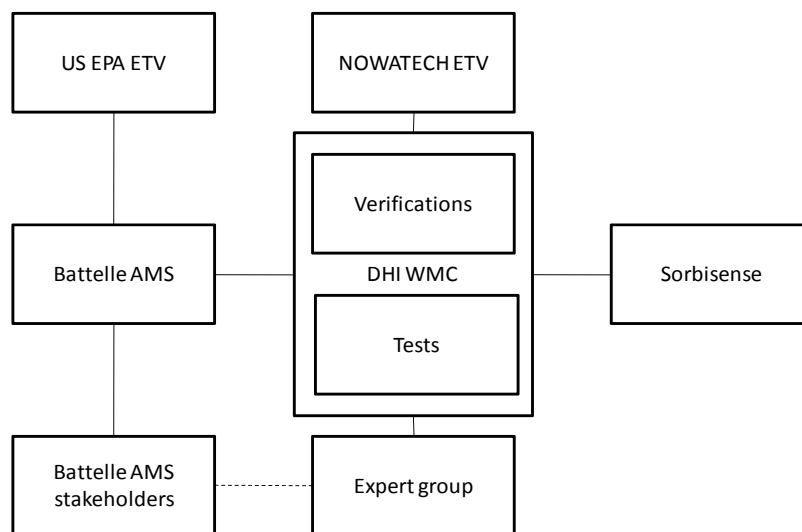 US EPA ETV
NOWATECH ETV
Verifications
Battelle AMS
DHI WMC
Sorbisense
Tests
Battelle AMS
stakeholders
Expert group